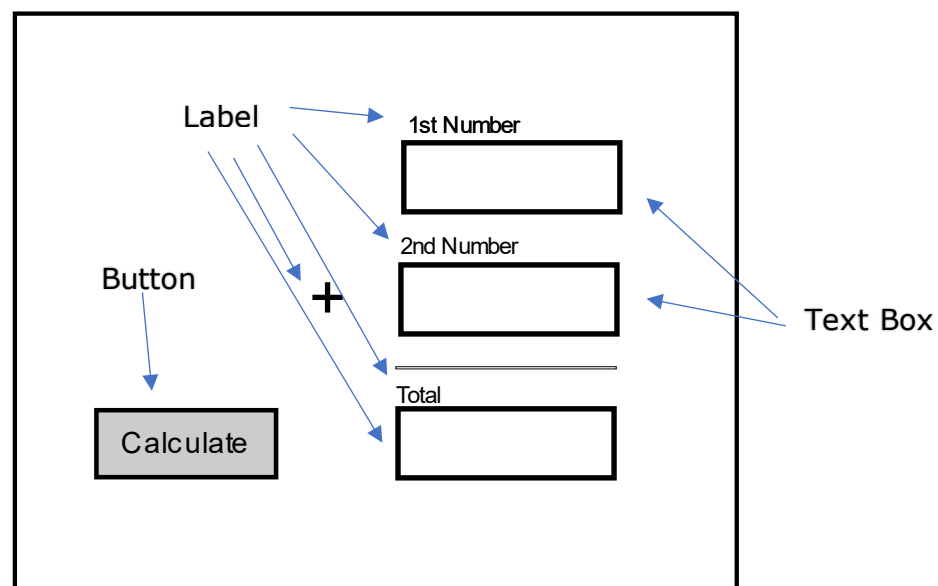 Label
1st Number
2nd Number
Button
+
Text Box
Total
Calculate